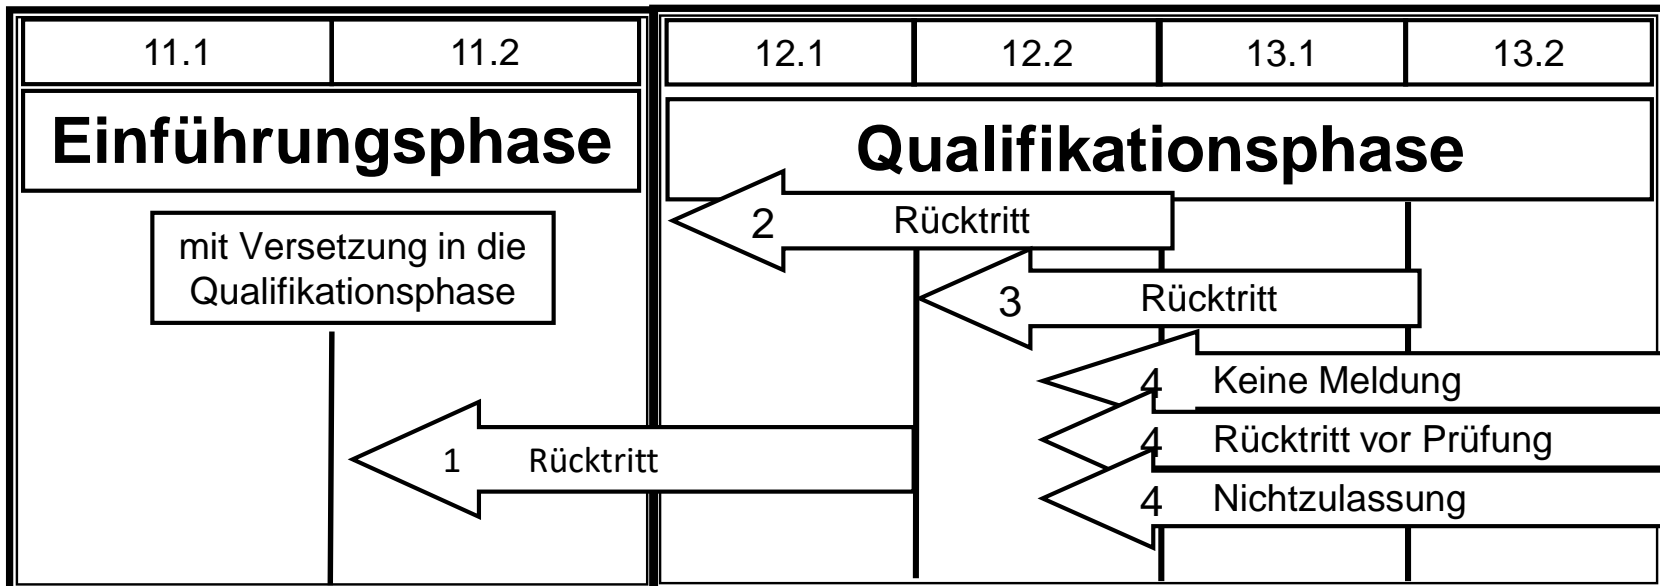 11.1 11.2 12.1 12.2 13.1 13.2
Einführungsphase Qualifikationsphase
mit Versetzung in die
Qualifikationsphase
2 Rücktritt
3 Rücktritt
4 Keine Meldung
4 Rücktritt vor Prüfung
1 Rücktritt
4 Nichtzulassung